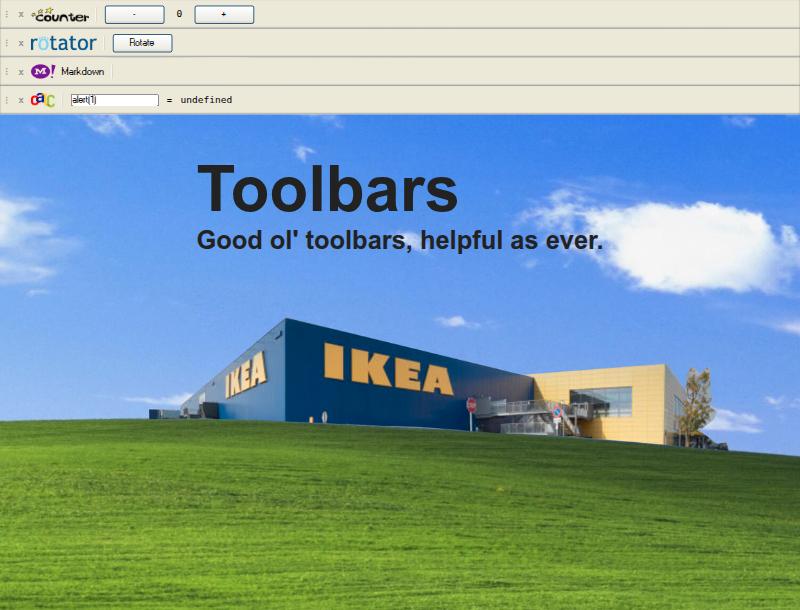 x counter - 0 +
x rotator Rotate
x M! Markdown
x calc alert(1) = undefined
Toolbars
Good ol' toolbars, helpful as ever.
IKEA IKEA